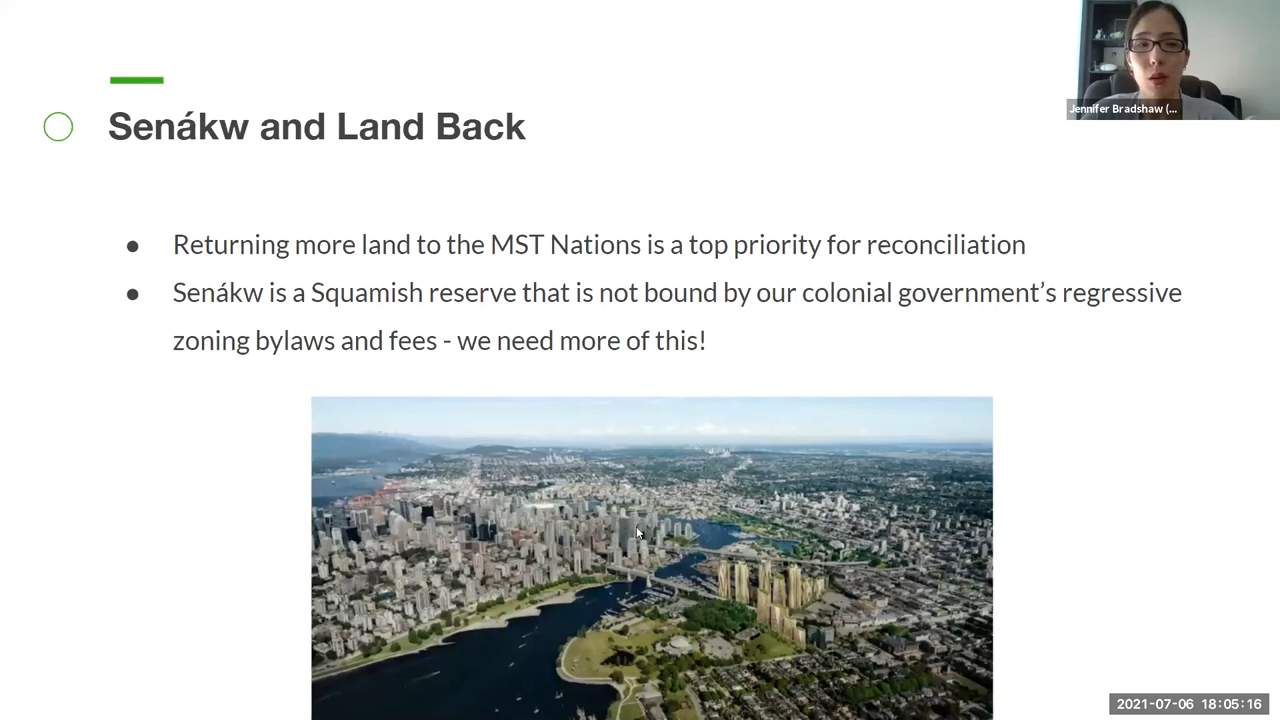 Jennifer Bradshaw (...
Senákw and Land Back
● Returning more land to the MST Nations is a top priority for reconciliation
● Senákw is a Squamish reserve that is not bound by our colonial government’s regressive
zoning bylaws and fees - we need more of this!
2021-07-06 18:05:16